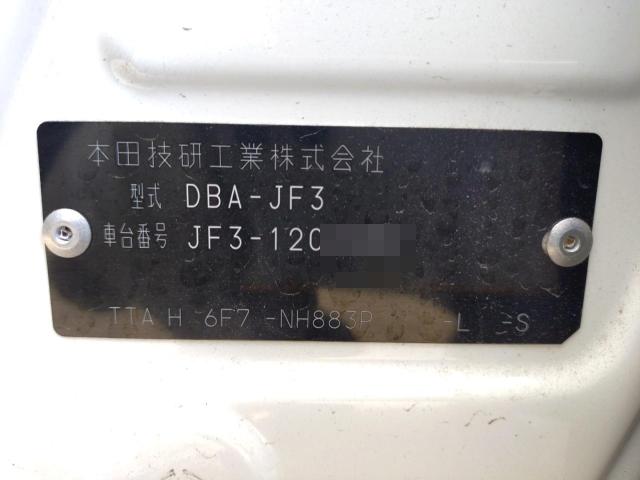 本田技研工業株式会社
型式 DBA-JF3
車台番号 JF3-120
TTA H 6F7 -NH883P -L -S